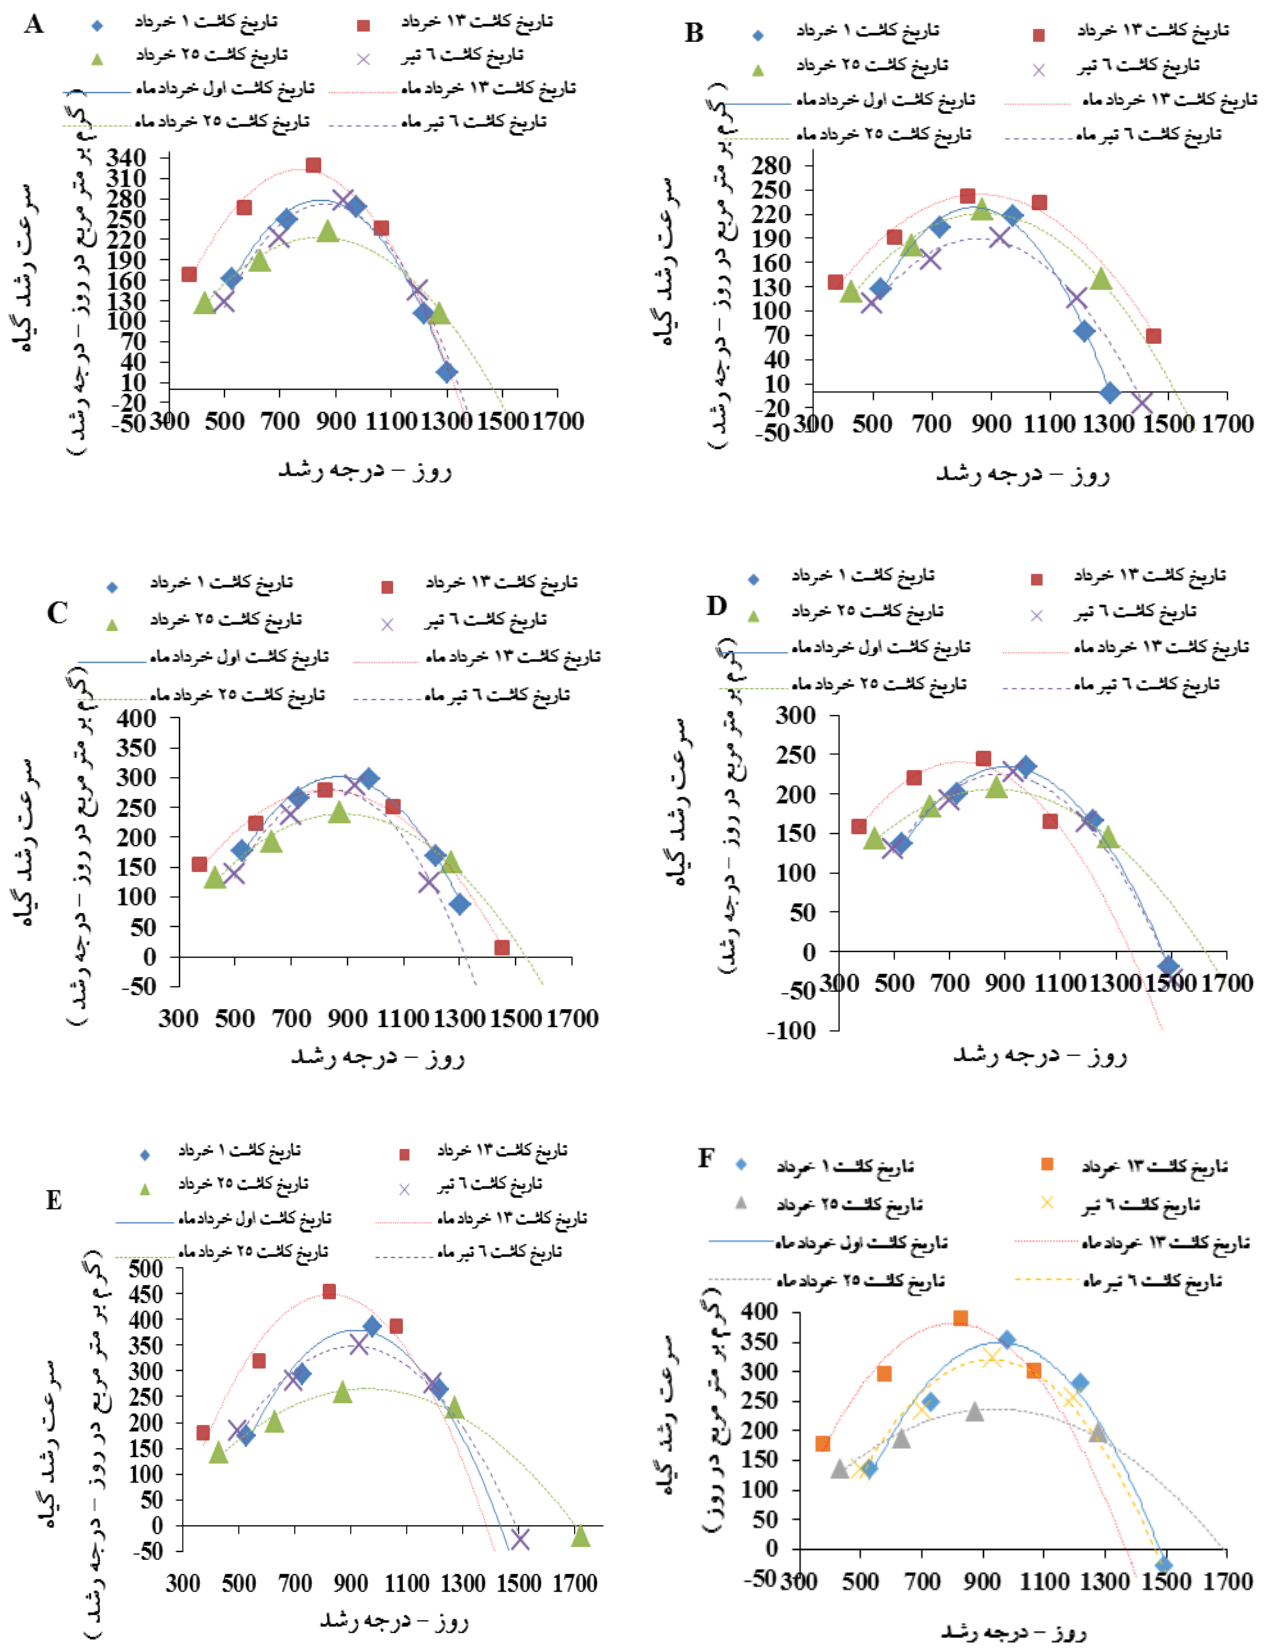 A
تاریخ کاشت ۱ خرداد
تاریخ کاشت ۱۳ خرداد
تاریخ کاشت ۲۵ خرداد
تاریخ کاشت ۶ تیر
تاریخ کاشت اول خرداد ماه
تاریخ کاشت ۱۳ خرداد ماه
تاریخ کاشت ۲۵ خرداد ماه
تاریخ کاشت ۶ تیر ماه
سرعت رشد گیاه
(گرم بر متر مربع در روز – درجه رشد )
340
310
280
250
220
190
160
130
100
70
40
10
-20
-50
300 500 700 900 1100 1300 1500 1700
روز – درجه رشد
B
تاریخ کاشت ۱ خرداد
تاریخ کاشت ۱۳ خرداد
تاریخ کاشت ۲۵ خرداد
تاریخ کاشت ۶ تیر
تاریخ کاشت اول خرداد ماه
تاریخ کاشت ۱۳ خرداد ماه
تاریخ کاشت ۲۵ خرداد ماه
تاریخ کاشت ۶ تیر ماه
سرعت رشد گیاه
(گرم بر متر مربع در روز – درجه رشد )
280
250
220
190
160
130
100
70
40
10
-20
-50
300 500 700 900 1100 1300 1500 1700
روز – درجه رشد
C
تاریخ کاشت ۱ خرداد
تاریخ کاشت ۱۳ خرداد
تاریخ کاشت ۲۵ خرداد
تاریخ کاشت ۶ تیر
تاریخ کاشت اول خرداد ماه
تاریخ کاشت ۱۳ خرداد ماه
تاریخ کاشت ۲۵ خرداد ماه
تاریخ کاشت ۶ تیر ماه
سرعت رشد گیاه
(گرم بر متر مربع در روز – روز – درجه رشد )
400
350
300
250
200
150
100
50
0
-50
300 500 700 900 1100 1300 1500 1700
روز – درجه رشد
D
تاریخ کاشت ۱ خرداد
تاریخ کاشت ۱۳ خرداد
تاریخ کاشت ۲۵ خرداد
تاریخ کاشت ۶ تیر
تاریخ کاشت اول خرداد ماه
تاریخ کاشت ۱۳ خرداد ماه
تاریخ کاشت ۲۵ خرداد ماه
تاریخ کاشت ۶ تیر ماه
سرعت رشد گیاه
(گرم بر متر مربع در روز – روز – درجه رشد)
300
250
200
150
100
50
0
-50
-100
300 500 700 900 1100 1300 1500 1700
روز – درجه رشد
E
تاریخ کاشت ۱ خرداد
تاریخ کاشت ۱۳ خرداد
تاریخ کاشت ۲۵ خرداد
تاریخ کاشت ۶ تیر
تاریخ کاشت اول خرداد ماه
تاریخ کاشت ۱۳ خرداد ماه
تاریخ کاشت ۲۵ خرداد ماه
تاریخ کاشت ۶ تیر ماه
سرعت رشد گیاه
(گرم بر متر مربع در روز – روز – درجه رشد )
500
450
400
350
300
250
200
150
100
50
0
-50
300 500 700 900 1100 1300 1500 1700
روز – درجه رشد
F
تاریخ کاشت ۱ خرداد
تاریخ کاشت ۱۳ خرداد
تاریخ کاشت ۲۵ خرداد
تاریخ کاشت ۶ تیر
تاریخ کاشت اول خرداد ماه
تاریخ کاشت ۱۳ خرداد ماه
تاریخ کاشت ۲۵ خرداد ماه
تاریخ کاشت ۶ تیر ماه
سرعت رشد گیاه
(گرم بر متر مربع در روز )
400
350
300
250
200
150
100
50
0
-50
300 500 700 900 1100 1300 1500 1700
روز – درجه رشد